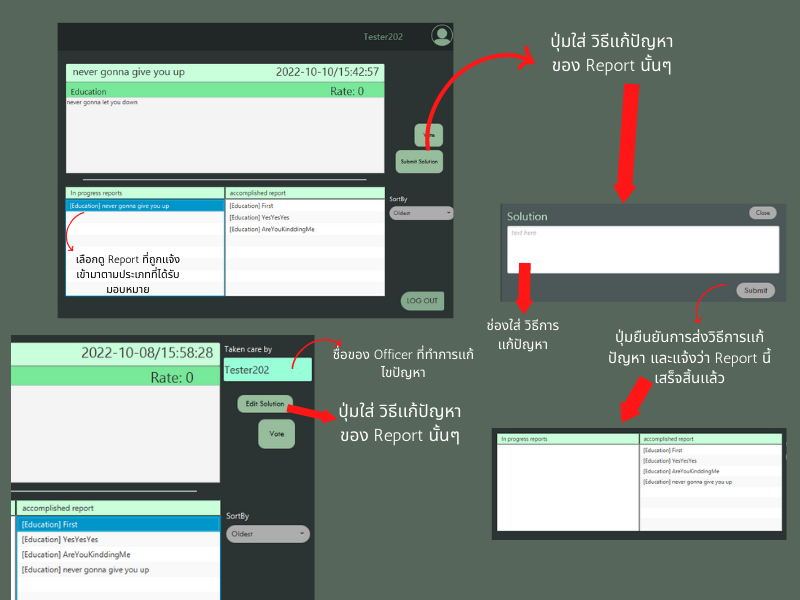 Tester202
never gonna give you up
2022-10-10/15:42:57
Education
Rate: 0
never gonna let you down
Vote
Submit Solution
In progress reports
accomplished report
[Education] never gonna give you up
[Education] First
[Education] YesYesYes
[Education] AreYouKinddingMe
SortBy
Oldest
LOG OUT
เลือกดู Report ที่ถูกแจ้ง
เข้ามาตามประเภทที่ได้รับ
มอบหมาย
ปุ่มใส่ วิธีแก้ปัญหา
ของ Report นั้นๆ
Solution
Close
text here
Submit
ช่องใส่ วิธีการ
แก้ปัญหา
ปุ่มยืนยันการส่งวิธีการแก้
ปัญหา และแจ้งว่า Report นี้
เสร็จสิ้นแล้ว
2022-10-08/15:58:28
Rate: 0
Taken care by
Tester202
Edit Solution
Vote
accomplished report
[Education] First
[Education] YesYesYes
[Education] AreYouKinddingMe
[Education] never gonna give you up
SortBy
Oldest
ชื่อของ Officer ที่ทำการแก้
ไขปัญหา
ปุ่มใส่ วิธีแก้ปัญหา
ของ Report นั้นๆ
In progress reports
accomplished report
[Education] First
[Education] YesYesYes
[Education] AreYouKinddingMe
[Education] never gonna give you up